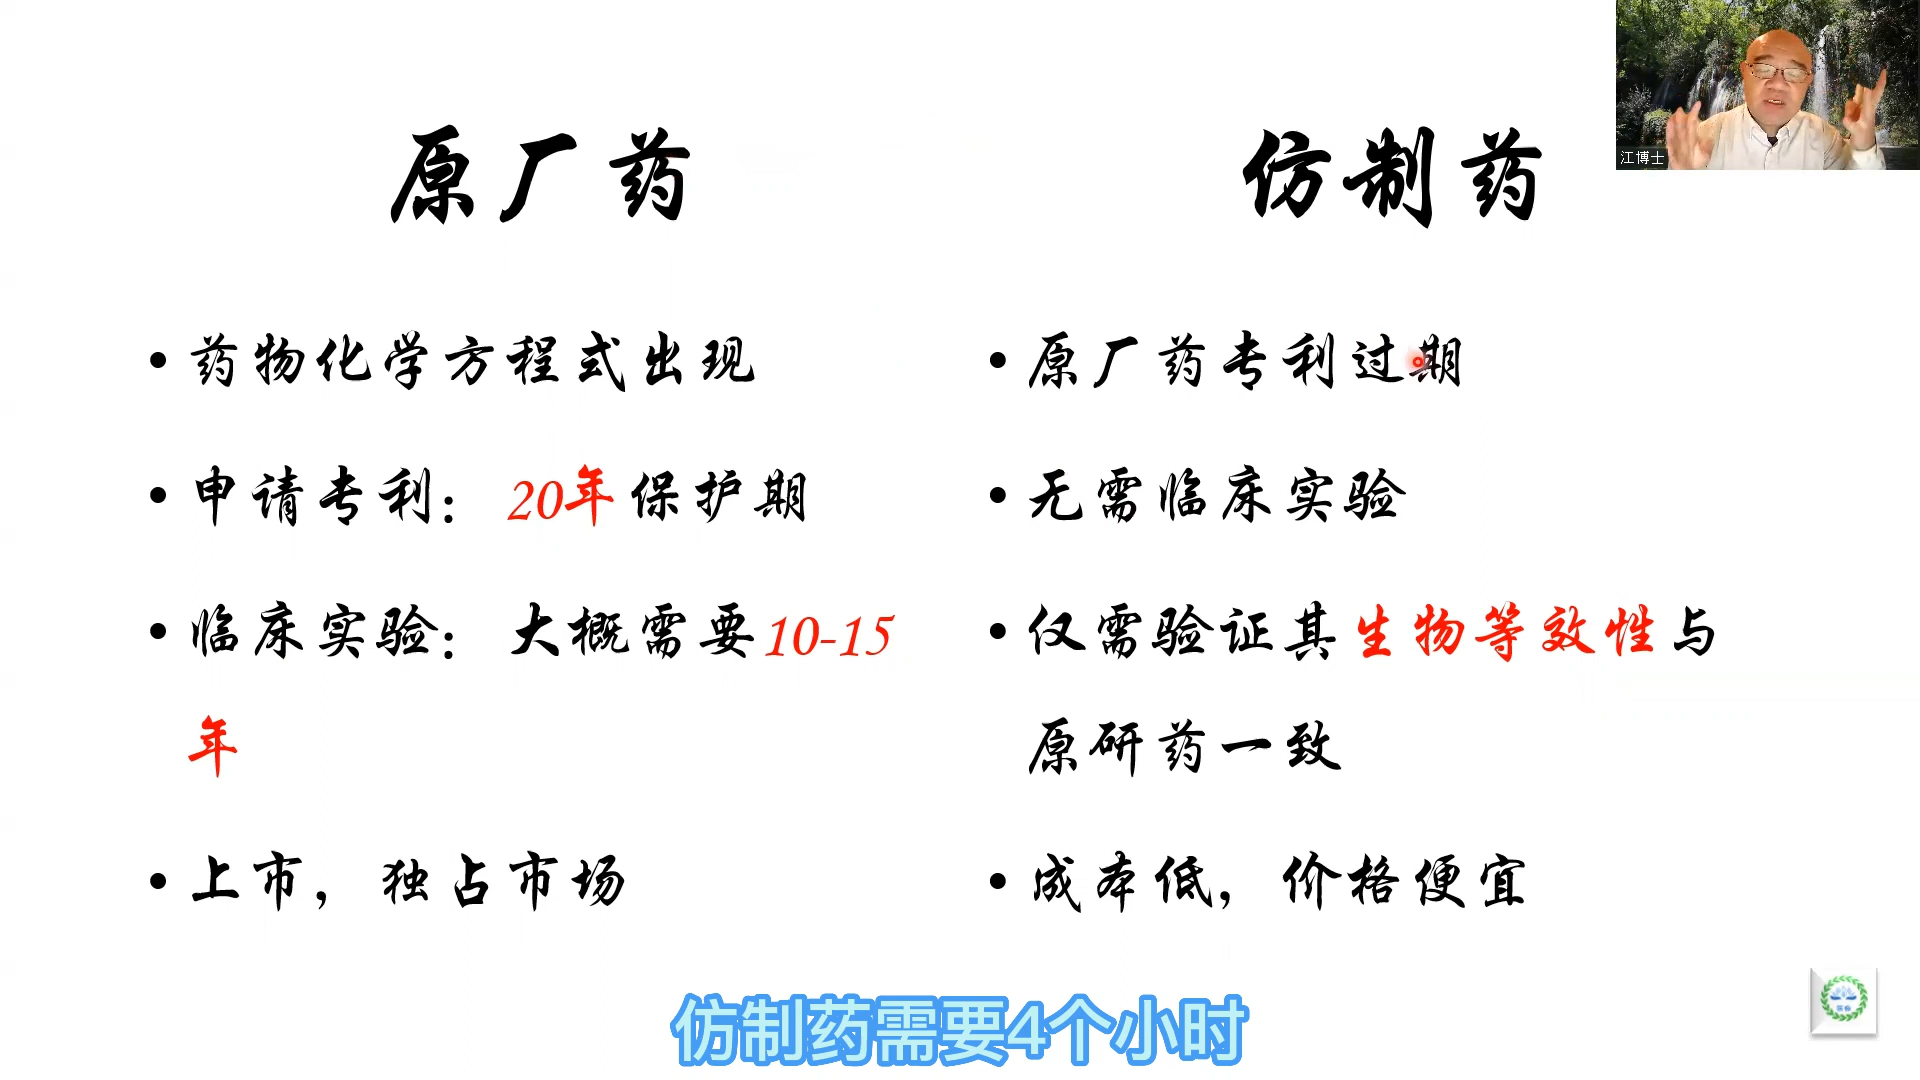 江博士
原厂药
仿制药
• 药物化学方程式出现
• 申请专利：20年保护期
• 临床实验：大概需要10-15
年
• 上市，独占市场
• 原厂药专利过期
• 无需临床实验
• 仅需验证其生物等效性与
原研药一致
• 成本低，价格便宜
仿制药需要4个小时